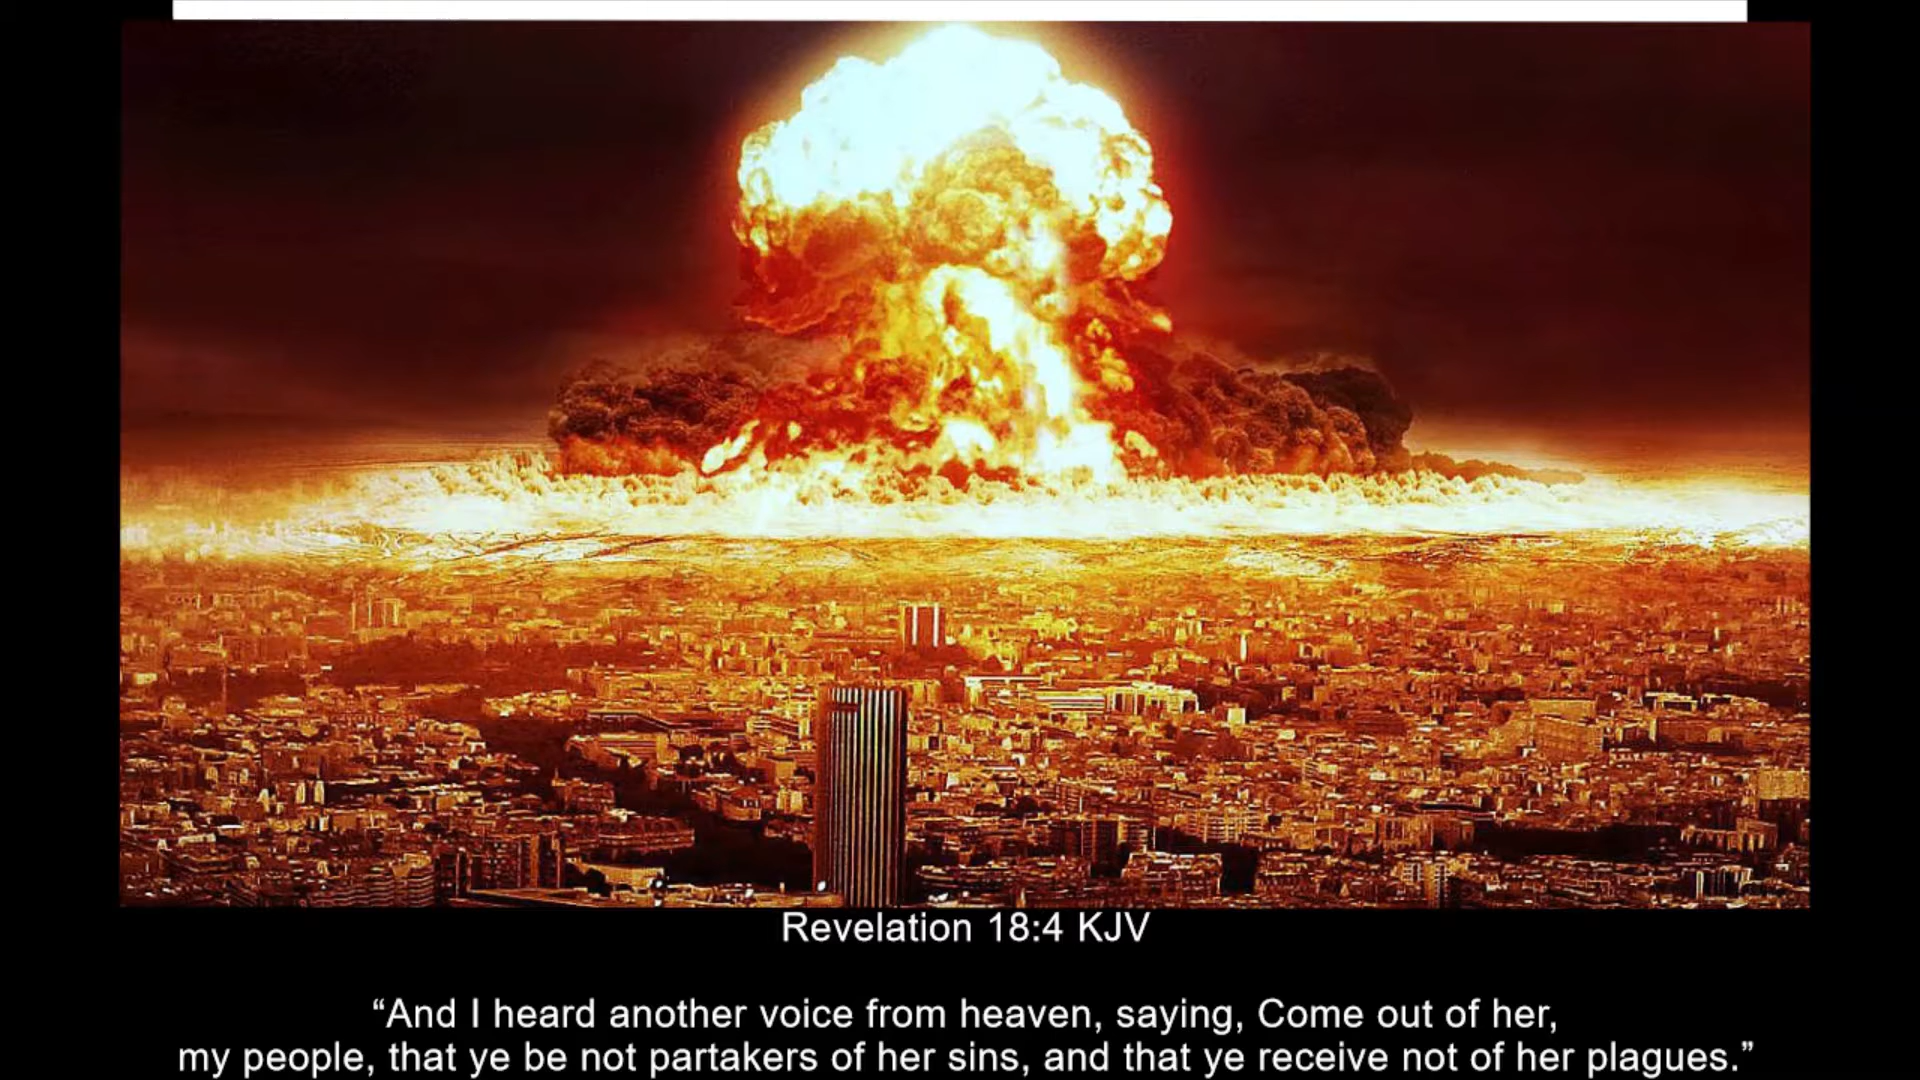 Revelation 18:4 KJV
“And I heard another voice from heaven, saying, Come out of her,
my people, that ye be not partakers of her sins, and that ye receive not of her plagues.”